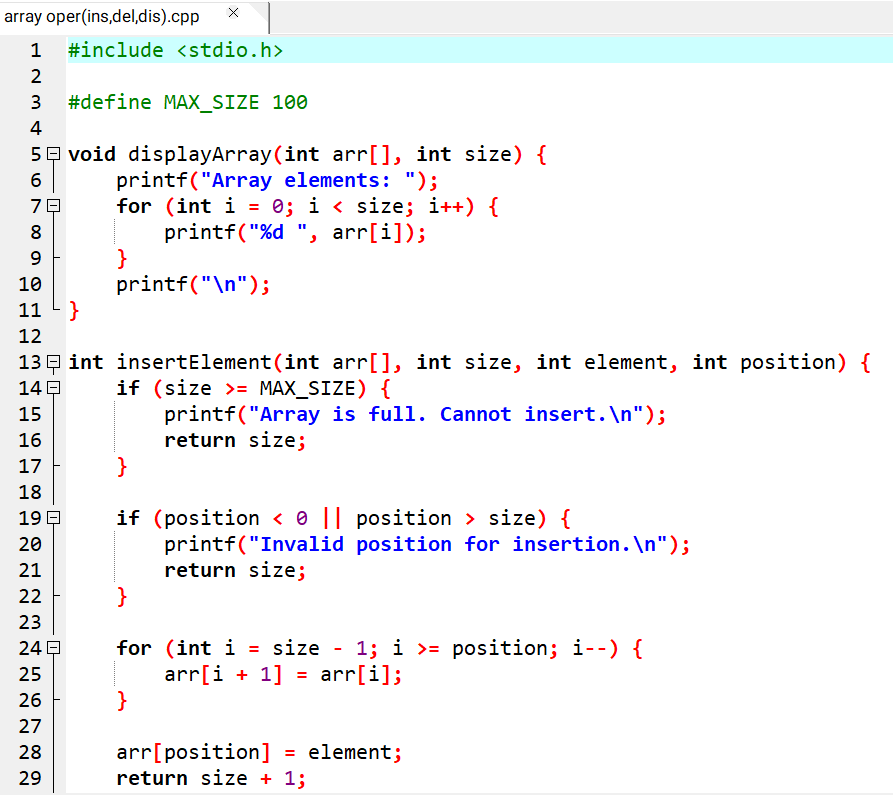 array oper(ins,del,dis).cpp
1 #include <stdio.h>
2
3 #define MAX_SIZE 100
4
5 void displayArray(int arr[], int size) {
6     printf("Array elements: ");
7     for (int i = 0; i < size; i++) {
8         printf("%d ", arr[i]);
9     }
10     printf("\n");
11 }
12
13 int insertElement(int arr[], int size, int element, int position) {
14     if (size >= MAX_SIZE) {
15         printf("Array is full. Cannot insert.\n");
16         return size;
17     }
18
19     if (position < 0 || position > size) {
20         printf("Invalid position for insertion.\n");
21         return size;
22     }
23
24     for (int i = size - 1; i >= position; i--) {
25         arr[i + 1] = arr[i];
26     }
27
28     arr[position] = element;
29     return size + 1;